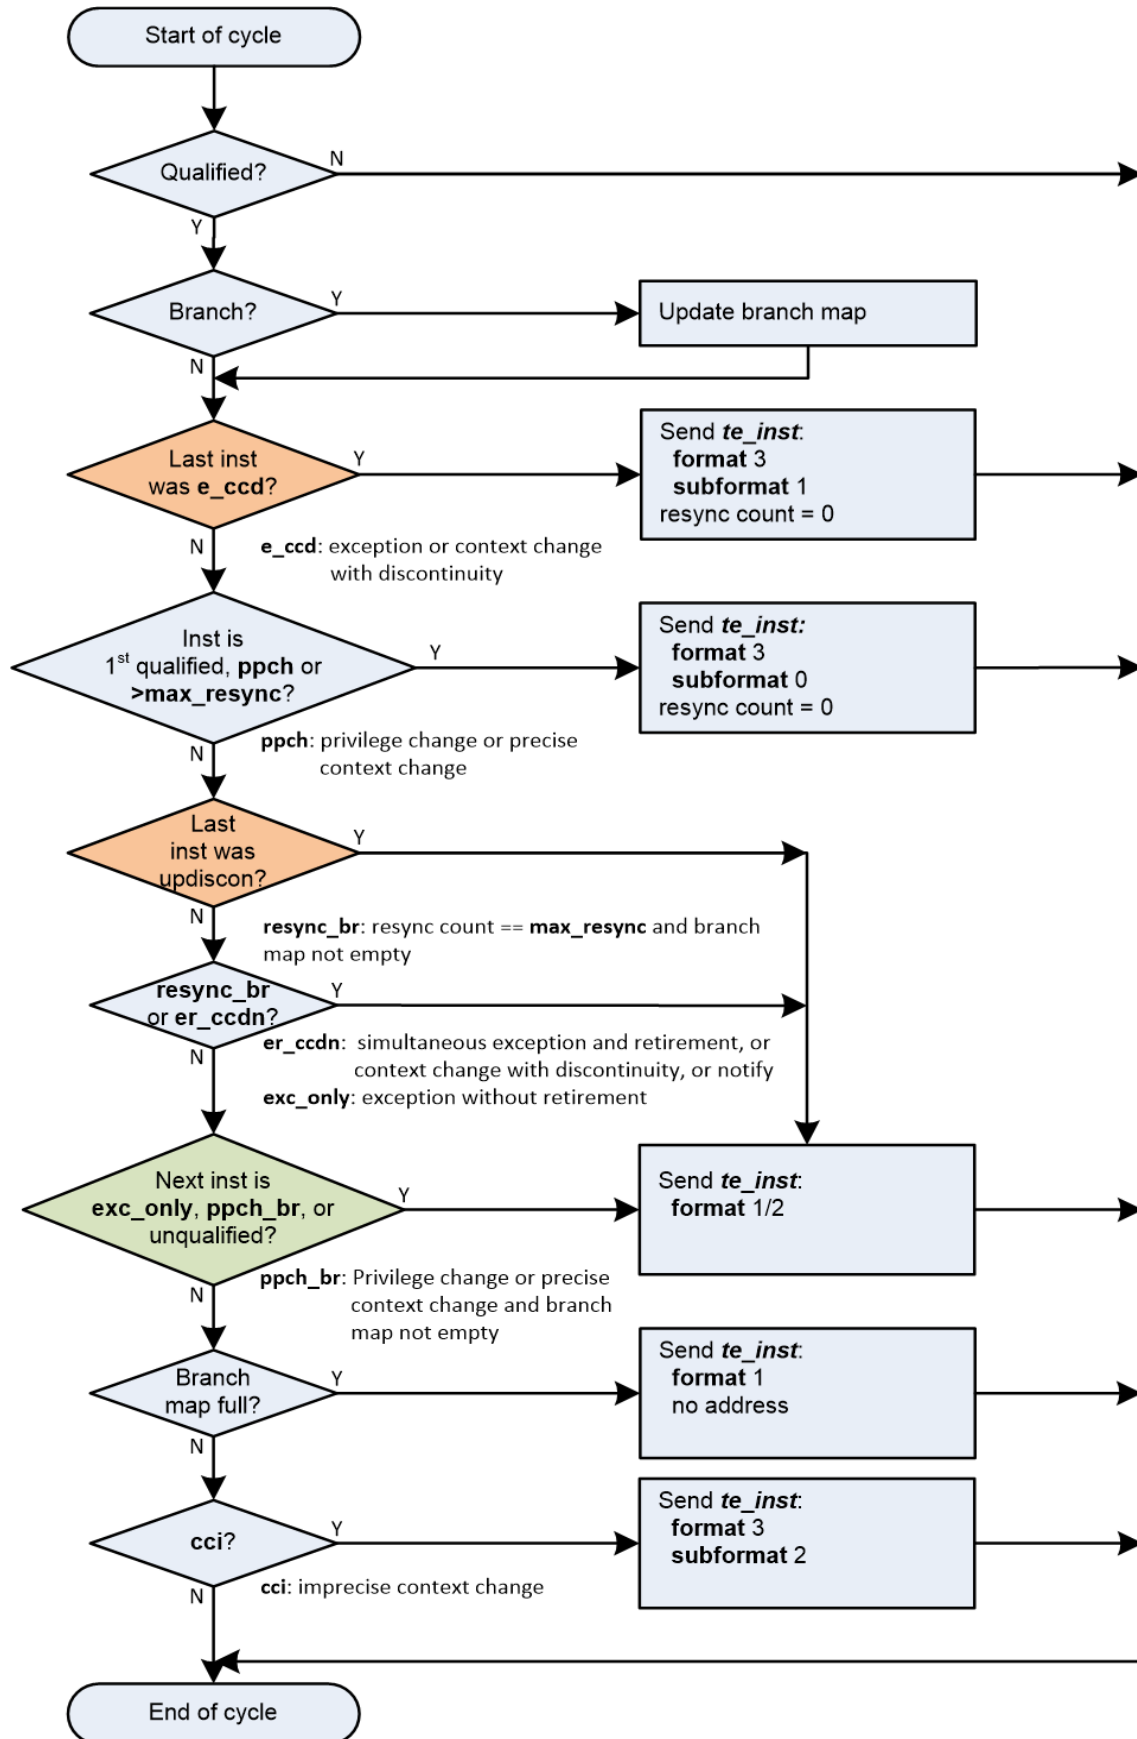 Start of cycle
Qualified?
N
Y
Branch?
Y
Update branch map
N
Last inst
was e_ccd?
Y
Send te_inst:
format 3
subformat 1
resync count = 0
N
e_ccd: exception or context change
with discontinuity
Inst is
1st qualified, ppch or
>max_resync?
Y
Send te_inst:
format 3
subformat 0
resync count = 0
N
ppch: privilege change or precise
context change
Last
inst was
updiscon?
Y
N
resync_br: resync count == max_resync and branch
map not empty
resync_br
or er_ccdn?
Y
N
er_ccdn: simultaneous exception and retirement, or
context change with discontinuity, or notify
exc_only: exception without retirement
Next inst is
exc_only, ppch_br, or
unqualified?
Y
Send te_inst:
format 1/2
N
ppch_br: Privilege change or precise
context change and branch
map not empty
Branch
map full?
Y
Send te_inst:
format 1
no address
N
cci?
Y
Send te_inst:
format 3
subformat 2
N
cci: imprecise context change
End of cycle